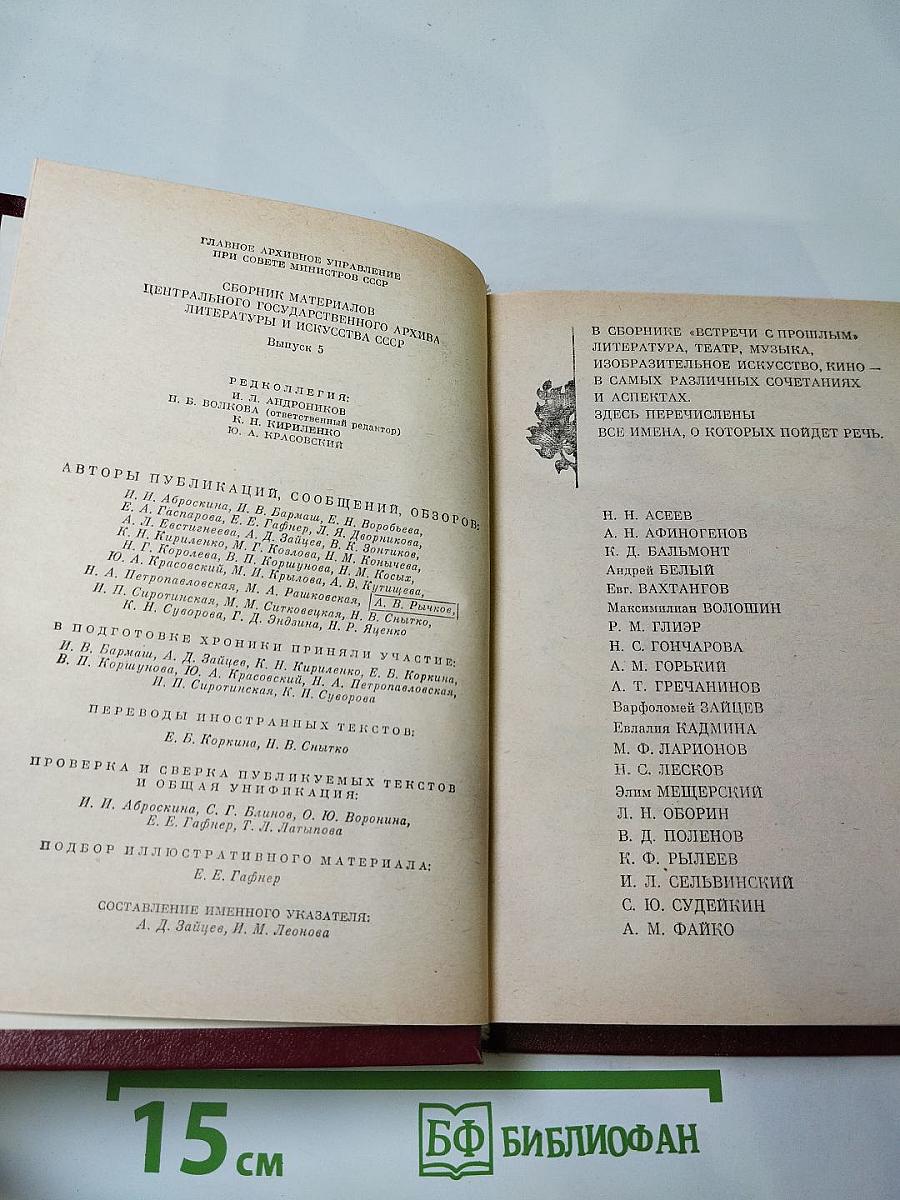 ГЛАВНОЕ АРХИВНОЕ УПРАВЛЕНИЕ
ПРИ СОВЕТЕ МИНИСТРОВ СССР
СБОРНИК МАТЕРИАЛОВ
ЦЕНТРАЛЬНОГО ГОСУДАРСТВЕННОГО АРХИВА
ЛИТЕРАТУРЫ И ИСКУССТВА СССР
Выпуск 5
РЕДКОЛЛЕГИЯ:
И. Л. АНДРОНИКОВ
Н. Б. ВОЛКОВА (ответственный редактор)
К. Н. КИРИЛЕНКО
Ю. А. КРАСОВСКИЙ
АВТОРЫ ПУБЛИКАЦИЙ, СООБЩЕНИЙ, ОБЗОРОВ:
И. И. Аброскина, И. В. Бармаш, Е. Н. Воробьева,
Е. А. Гаспарова, Е. Е. Гафнер, Л. Я. Дворникова,
А. Л. Евстигнеева, А. Д. Зайцев, В. К. Зонтиков,
К. Н. Кириленко, М. Г. Козлова, Н. М. Конычева,
Н. Г. Королева, В. П. Коршунова, Н. М. Косых,
Ю. А. Красовский, М. И. Крылова, А. В. Кутищева,
Н. А. Петропавловская, М. А. Рашковская, А. В. Рычков,
И. П. Сиротинская, М. М. Ситковецкая, Н. В. Снытко,
К. Н. Суворова, Г. Д. Эндзина, Н. Р. Яценко
В ПОДГОТОВКЕ ХРОНИКИ ПРИНЯЛИ УЧАСТИЕ:
И. В. Бармаш, А. Д. Зайцев, К. Н. Кириленко, Е. Б. Коркина,
В. П. Коршунова, Ю. А. Красовский, Н. А. Петропавловская,
И. П. Сиротинская, К. Н. Суворова
ПЕРЕВОДЫ ИНОСТРАННЫХ ТЕКСТОВ:
Е. Б. Коркина, Н. В. Снытко
ПРОВЕРКА И СВЕРКА ПУБЛИКУЕМЫХ ТЕКСТОВ
И ОБЩАЯ УНИФИКАЦИЯ:
И. И. Аброскина, С. Г. Блинов, О. Ю. Воронина,
Е. Е. Гафнер, Т. Л. Латыпова
ПОДБОР ИЛЛЮСТРАТИВНОГО МАТЕРИАЛА:
Е. Е. Гафнер
СОСТАВЛЕНИЕ ИМЕННОГО УКАЗАТЕЛЯ:
А. Д. Зайцев, И. М. Леонова
В СБОРНИКЕ «ВСТРЕЧИ С ПРОШЛЫМ»
ЛИТЕРАТУРА, ТЕАТР, МУЗЫКА,
ИЗОБРАЗИТЕЛЬНОЕ ИСКУССТВО, КИНО —
В САМЫХ РАЗЛИЧНЫХ СОЧЕТАНИЯХ
И АСПЕКТАХ.
ЗДЕСЬ ПЕРЕЧИСЛЕНЫ
ВСЕ ИМЕНА, О КОТОРЫХ ПОЙДЕТ РЕЧЬ.
Н. Н. АСЕЕВ
А. Н. АФИНОГЕНОВ
К. Д. БАЛЬМОНТ
Андрей БЕЛЫЙ
Евг. ВАХТАНГОВ
Максимилиан ВОЛОШИН
Р. М. ГЛИЭР
Н. С. ГОНЧАРОВА
А. М. ГОРЬКИЙ
А. Т. ГРЕЧАНИНОВ
Варфоломей ЗАЙЦЕВ
Евлалия КАДМИНА
М. Ф. ЛАРИОНОВ
Н. С. ЛЕСКОВ
Элим МЕЩЕРСКИЙ
Л. Н. ОБОРИН
В. Д. ПОЛЕНОВ
К. Ф. РЫЛЕЕВ
И. Л. СЕЛЬВИНСКИЙ
С. Ю. СУДЕЙКИН
А. М. ФАЙКО
15 см
БФ БИБЛИОФАН